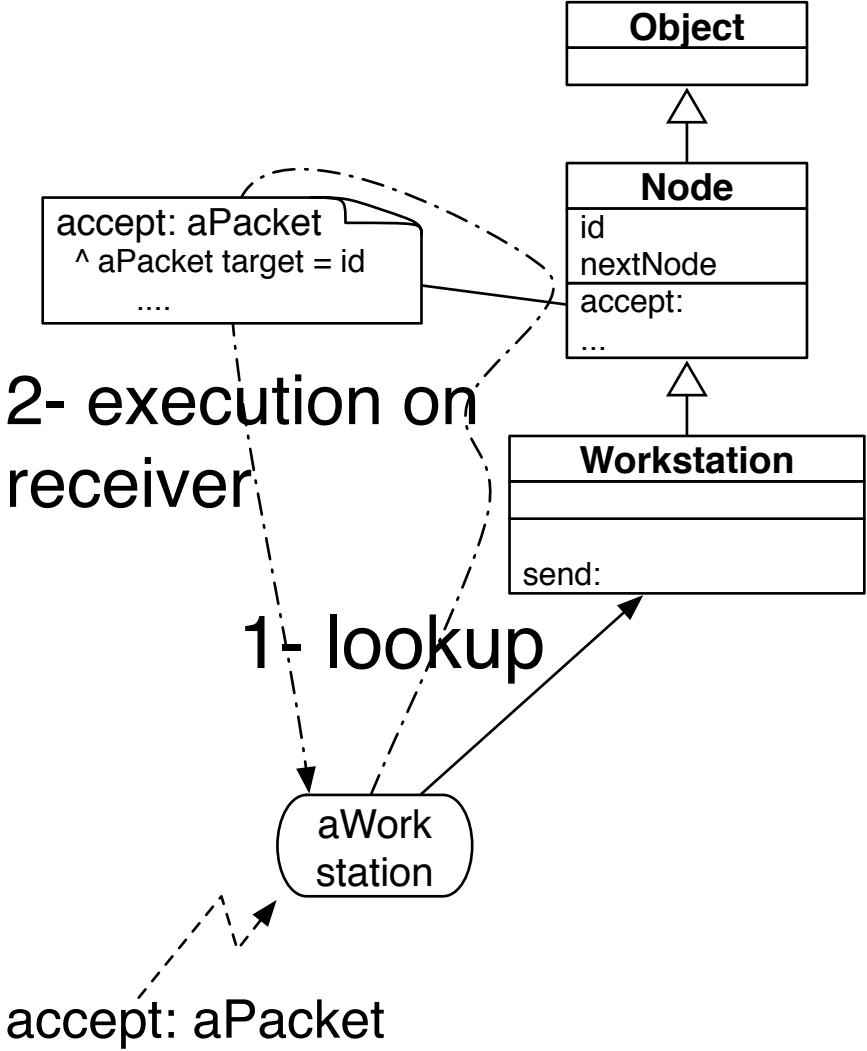 Object
Node
id
nextNode
accept:
...
accept: aPacket
^ aPacket target = id
....
2- execution on
receiver
Workstation
send:
1- lookup
aWork
station
accept: aPacket